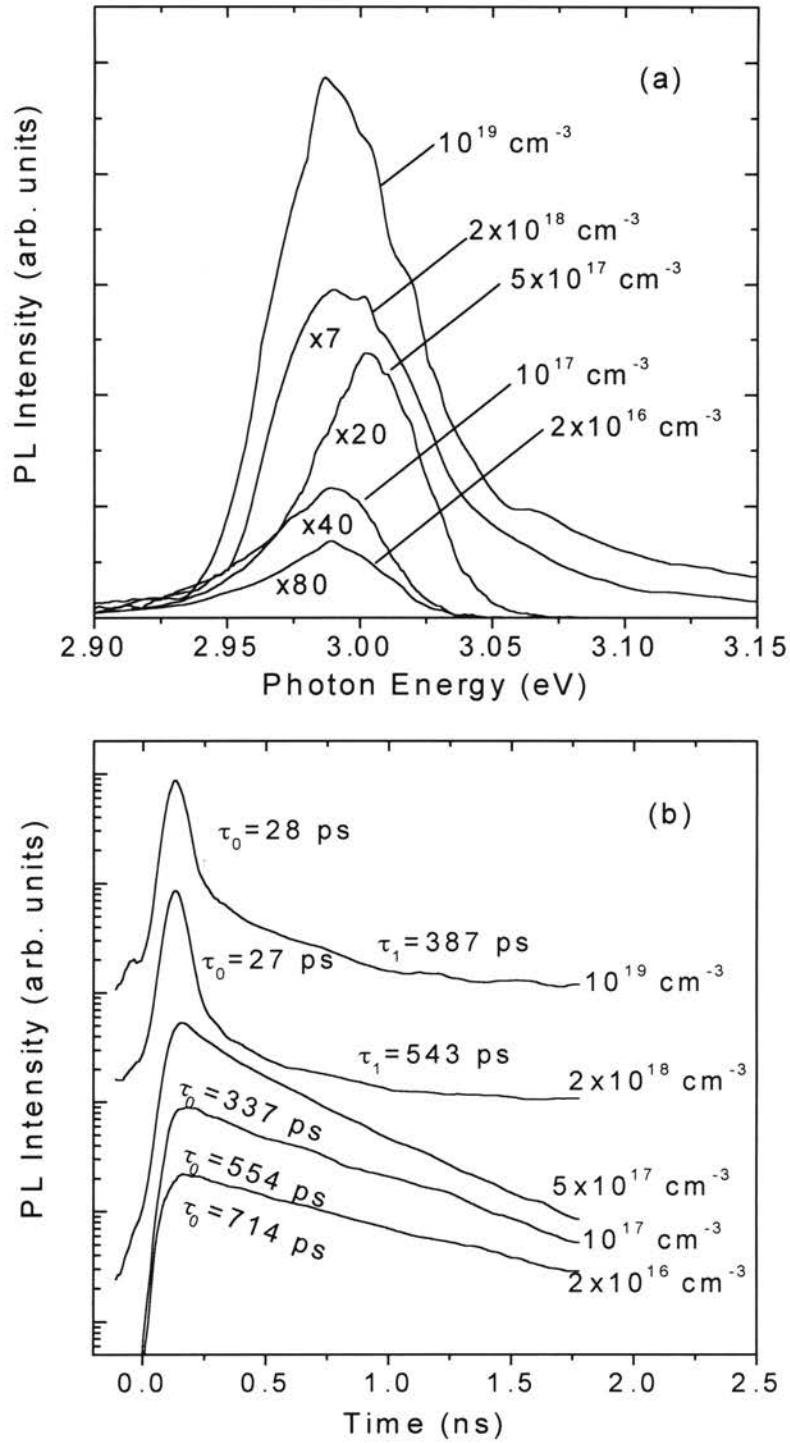 (a)
PL Intensity (arb. units)
10¹⁹ cm⁻³
2x10¹⁸ cm⁻³
5x10¹⁷ cm⁻³
x7
10¹⁷ cm⁻³
2x10¹⁶ cm⁻³
x20
x40
x80
2.90 2.95 3.00 3.05 3.10 3.15
Photon Energy (eV)
(b)
PL Intensity (arb. units)
τ₀=28 ps
τ₁=387 ps
10¹⁹ cm⁻³
τ₀=27 ps
τ₁=543 ps
2x10¹⁸ cm⁻³
τ₀=337 ps
5x10¹⁷ cm⁻³
τ₀=554 ps
10¹⁷ cm⁻³
τ₀=714 ps
2x10¹⁶ cm⁻³
0.0 0.5 1.0 1.5 2.0 2.5
Time (ns)